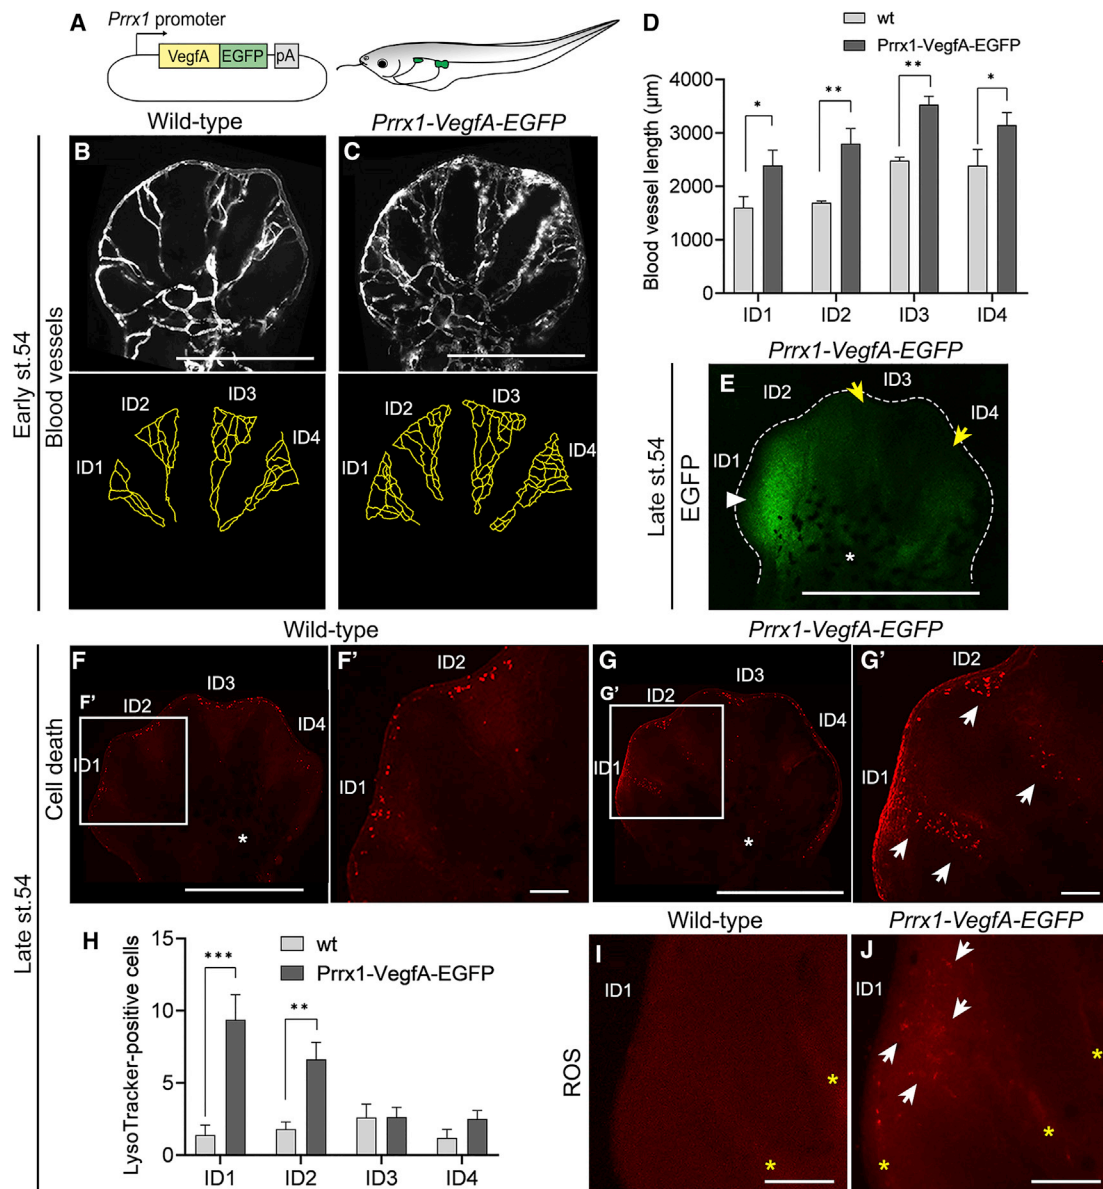 A
Prrx1 promoter
VegfA
EGFP
pA
Wild-type
Prrx1-VegfA-EGFP
B
C
Early st.54
Blood vessels
ID1
ID2
ID3
ID4
ID1
ID2
ID3
ID4
D
wt
Prrx1-VegfA-EGFP
Blood vessel length (µm)
4000
3000
2000
1000
0
*
**
**
*
ID1
ID2
ID3
ID4
Prrx1-VegfA-EGFP
Late st.54
EGFP
E
ID1
ID2
ID3
ID4
*
Wild-type
Prrx1-VegfA-EGFP
Late st.54
Cell death
F
F'
ID1
ID2
ID3
ID4
*
F'
ID2
ID1
G
G'
ID1
ID2
ID3
ID4
*
G'
ID2
ID1
H
wt
Prrx1-VegfA-EGFP
LysoTracker-positive cells
15
10
5
0
***
**
ID1
ID2
ID3
ID4
Wild-type
Prrx1-VegfA-EGFP
ROS
I
ID1
*
*
J
ID1
*
*
*